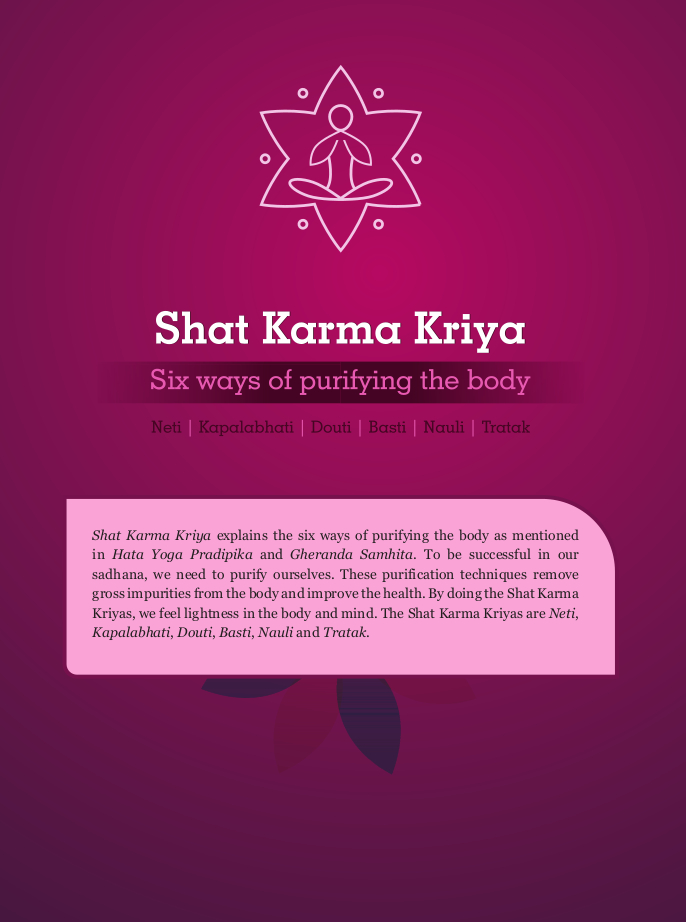 Shat Karma Kriya
Six ways of purifying the body
Neti | Kapalabhati | Douti | Basti | Nauli | Tratak
Shat Karma Kriya explains the six ways of purifying the body as mentioned
in Hata Yoga Pradipika and Gheranda Samhita. To be successful in our
sadhana, we need to purify ourselves. These purification techniques remove
gross impurities from the body and improve the health. By doing the Shat Karma
Kriyas, we feel lightness in the body and mind. The Shat Karma Kriyas are Neti,
Kapalabhati, Douti, Basti, Nauli and Tratak.